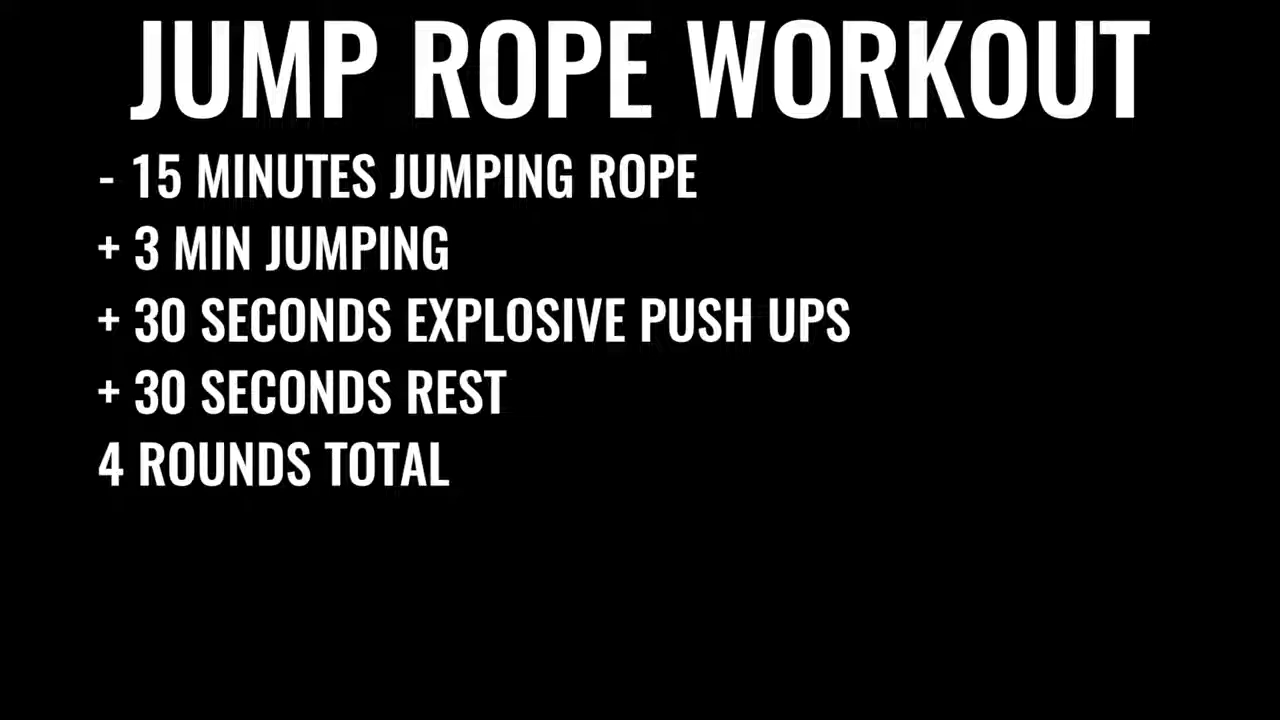 JUMP ROPE WORKOUT
- 15 MINUTES JUMPING ROPE
+ 3 MIN JUMPING
+ 30 SECONDS EXPLOSIVE PUSH UPS
+ 30 SECONDS REST
4 ROUNDS TOTAL